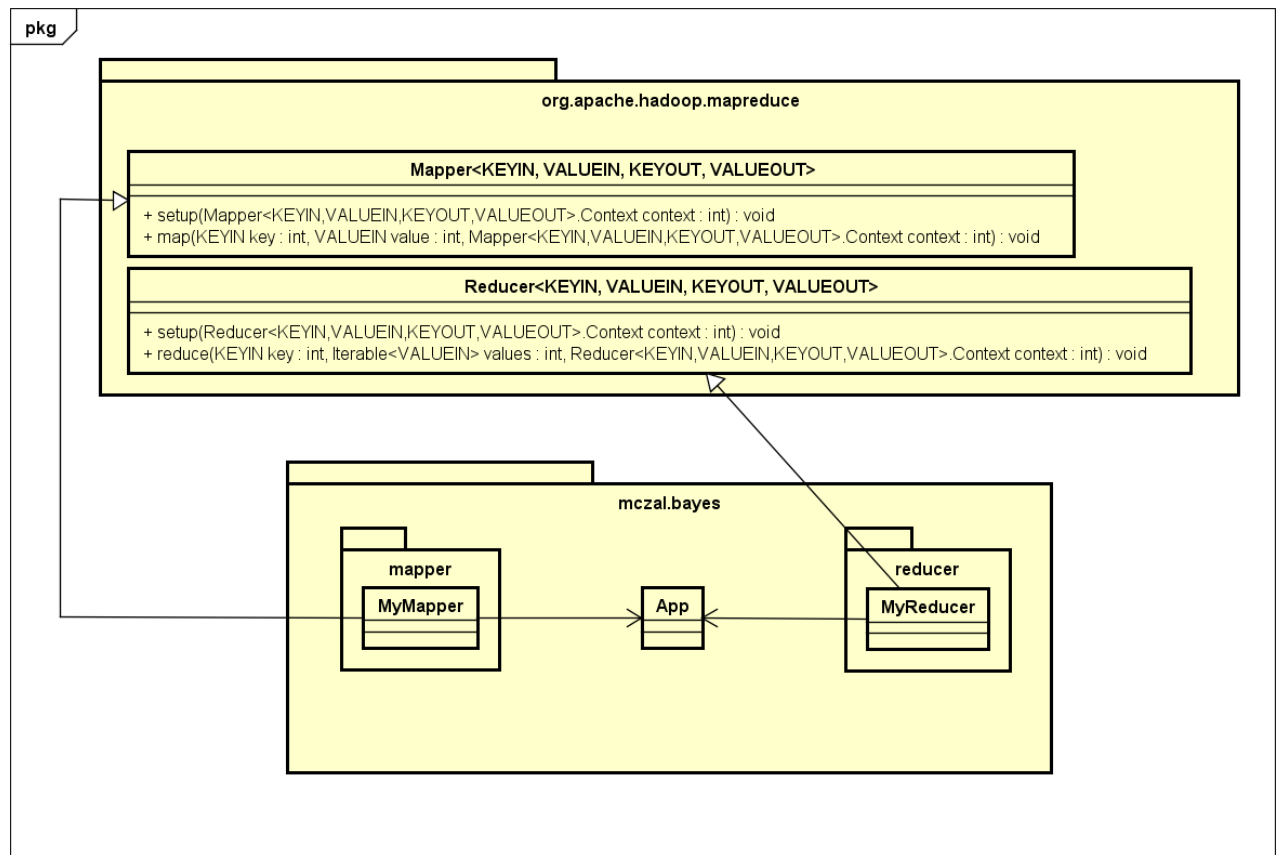 pkg
org.apache.hadoop.mapreduce
Mapper<KEYIN, VALUEIN, KEYOUT, VALUEOUT>
+ setup(Mapper<KEYIN,VALUEIN,KEYOUT,VALUEOUT>.Context context : int) : void
+ map(KEYIN key : int, VALUEIN value : int, Mapper<KEYIN,VALUEIN,KEYOUT,VALUEOUT>.Context context : int) : void
Reducer<KEYIN, VALUEIN, KEYOUT, VALUEOUT>
+ setup(Reducer<KEYIN,VALUEIN,KEYOUT,VALUEOUT>.Context context : int) : void
+ reduce(KEYIN key : int, Iterable<VALUEIN> values : int, Reducer<KEYIN,VALUEIN,KEYOUT,VALUEOUT>.Context context : int) : void
mczal.bayes
mapper
MyMapper
App
reducer
MyReducer